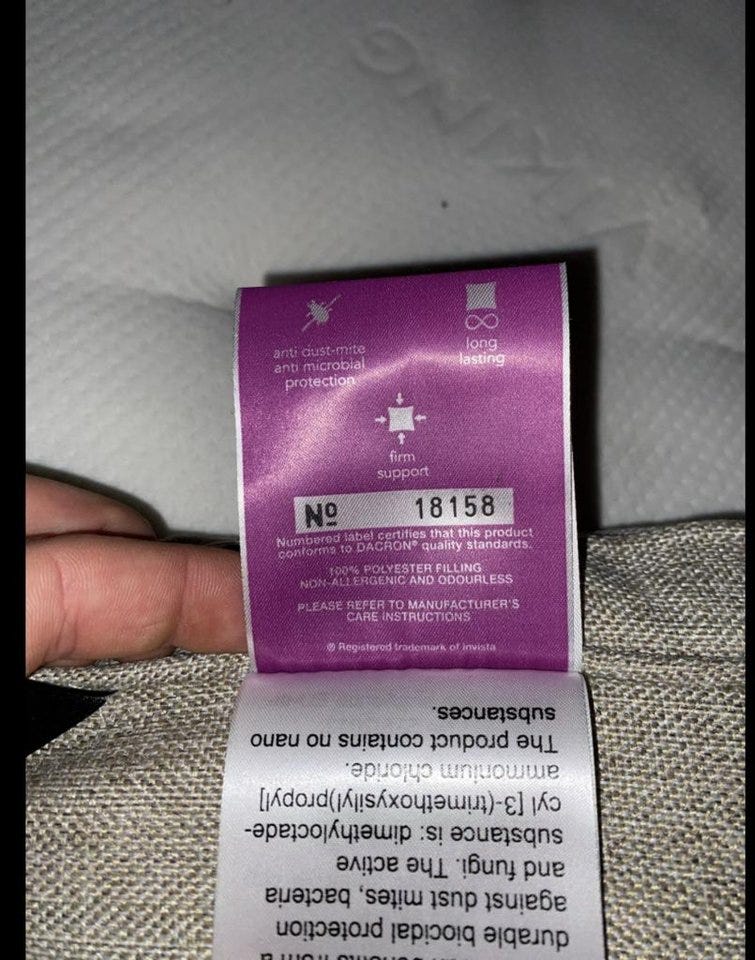 anti dust-mite
anti microbial
protection
long
lasting
firm
support
Nº 18158
Numbered label certifies that this product
conforms to DACRON® quality standards.
100% POLYESTER FILLING
NON-ALLERGENIC AND ODOURLESS
PLEASE REFER TO MANUFACTURER'S
CARE INSTRUCTIONS
® Registered trademark of Invista
durable biocidal protection
against dust mites, bacteria
and fungi. The active
substance is: dimethyloctade-
cyl [3-(trimethoxysilyl)propyl]
ammonium chloride.
The product contains no nano
substances.